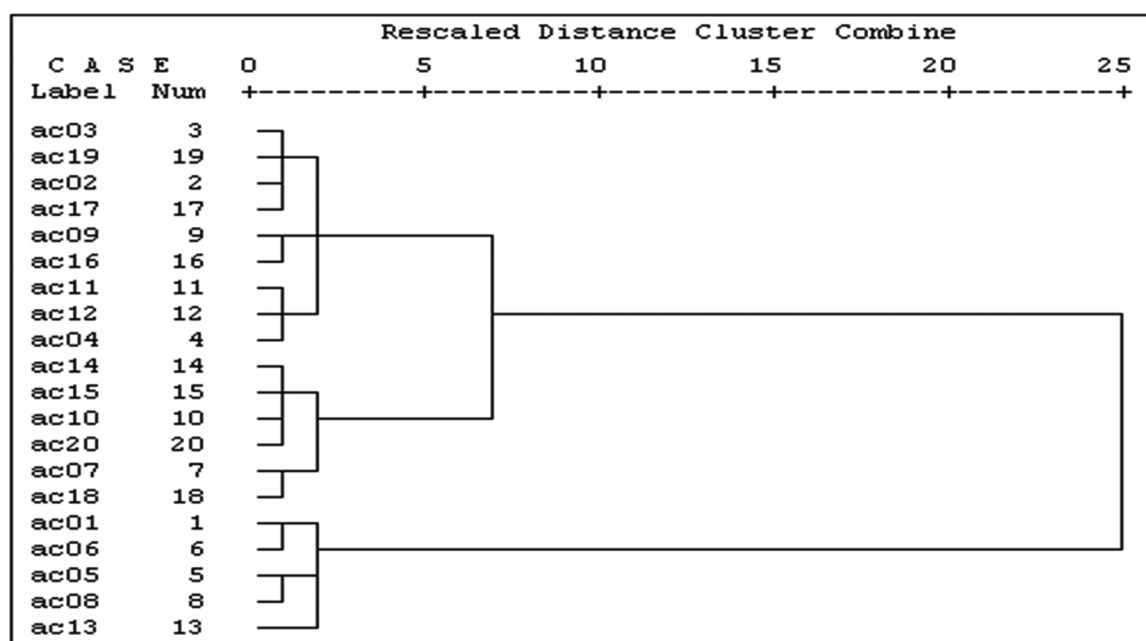 Rescaled Distance Cluster Combine
C A S E 0 5 10 15 20 25
Label Num +---------+---------+---------+---------+---------+
ac03 3
ac19 19
ac02 2
ac17 17
ac09 9
ac16 16
ac11 11
ac12 12
ac04 4
ac14 14
ac15 15
ac10 10
ac20 20
ac07 7
ac18 18
ac01 1
ac06 6
ac05 5
ac08 8
ac13 13